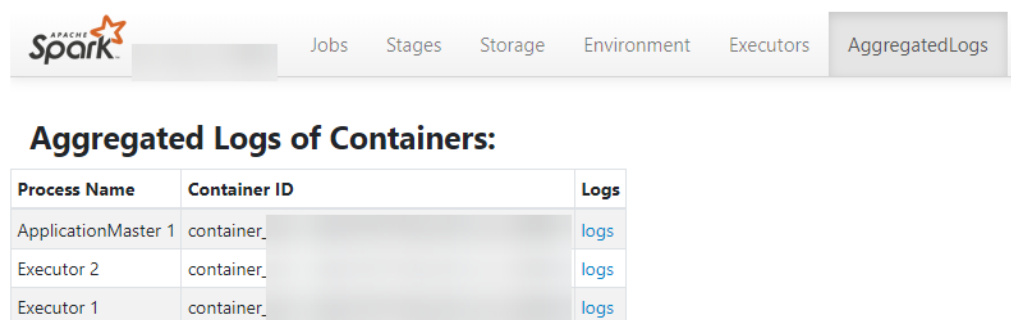 APACHE
Spark
Jobs Stages Storage Environment Executors AggregatedLogs
Aggregated Logs of Containers:
Process Name Container ID Logs
ApplicationMaster 1 container_ logs
Executor 2 container_ logs
Executor 1 container_ logs